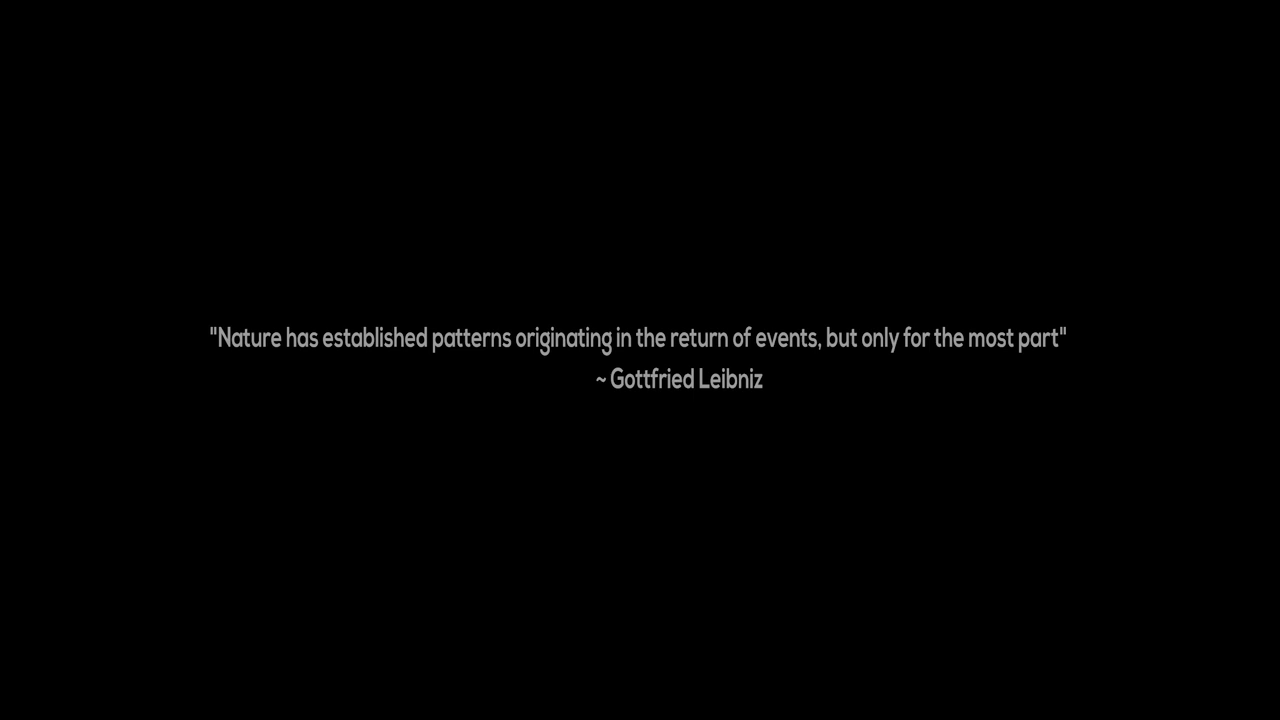 "Nature has established patterns originating in the return of events, but only for the most part"
~ Gottfried Leibniz